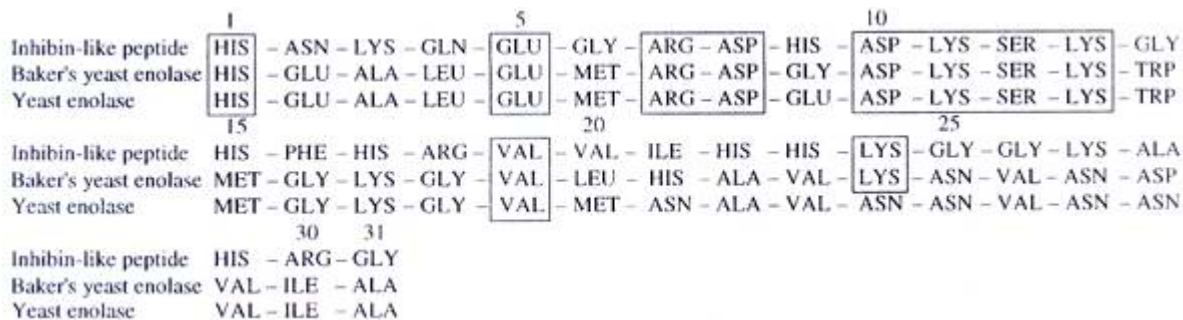 1 5 10
Inhibin-like peptide HIS – ASN – LYS – GLN – GLU – GLY – ARG – ASP – HIS – ASP – LYS – SER – LYS – GLY
Baker's yeast enolase HIS – GLU – ALA – LEU – GLU – MET – ARG – ASP – GLY – ASP – LYS – SER – LYS – TRP
Yeast enolase HIS – GLU – ALA – LEU – GLU – MET – ARG – ASP – GLU – ASP – LYS – SER – LYS – TRP
15 20 25
Inhibin-like peptide HIS – PHE – HIS – ARG – VAL – VAL – ILE – HIS – HIS – LYS – GLY – GLY – LYS – ALA
Baker's yeast enolase MET – GLY – LYS – GLY – VAL – LEU – HIS – ALA – VAL – LYS – ASN – VAL – ASN – ASP
Yeast enolase MET – GLY – LYS – GLY – VAL – MET – ASN – ALA – VAL – ASN – ASN – VAL – ASN – ASN
30 31
Inhibin-like peptide HIS – ARG – GLY
Baker's yeast enolase VAL – ILE – ALA
Yeast enolase VAL – ILE – ALA